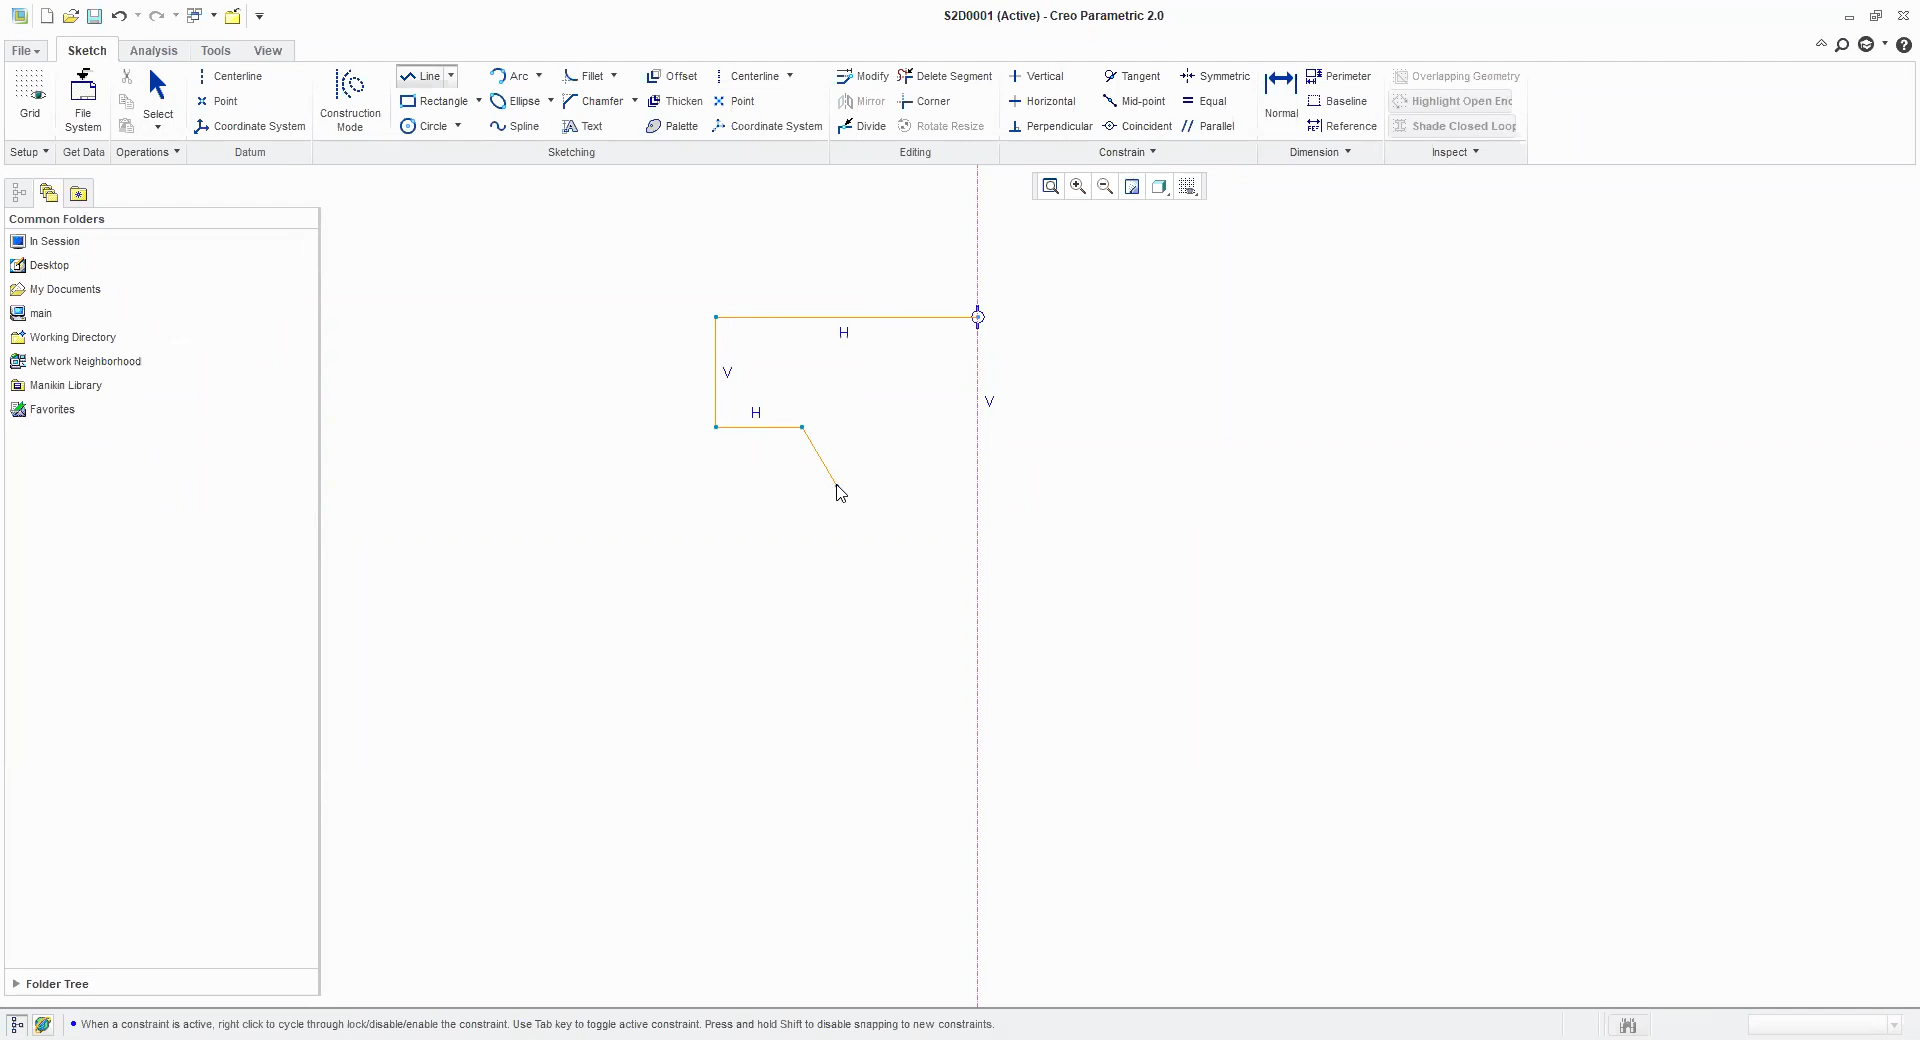 S2D0001 (Active) - Creo Parametric 2.0
File Sketch Analysis Tools View
Grid
File System
Select
Centerline
Point
Coordinate System
Construction Mode
Line Arc Fillet Offset Centerline
Rectangle Ellipse Chamfer Thicken Point
Circle Spline Text Palette Coordinate System
Modify Delete Segment
Mirror Corner
Divide Rotate Resize
Vertical Tangent Symmetric
Horizontal Mid-point Equal
Perpendicular Coincident Parallel
Normal
Perimeter
Baseline
REF Reference
Overlapping Geometry
Highlight Open Enc
Shade Closed Loop
Setup Get Data Operations Datum Sketching Editing Constrain Dimension Inspect
Common Folders
In Session
Desktop
My Documents
main
Working Directory
Network Neighborhood
Manikin Library
Favorites
H
V
V
H
Folder Tree
When a constraint is active, right click to cycle through lock/disable/enable the constraint. Use Tab key to toggle active constraint. Press and hold Shift to disable snapping to new constraints.